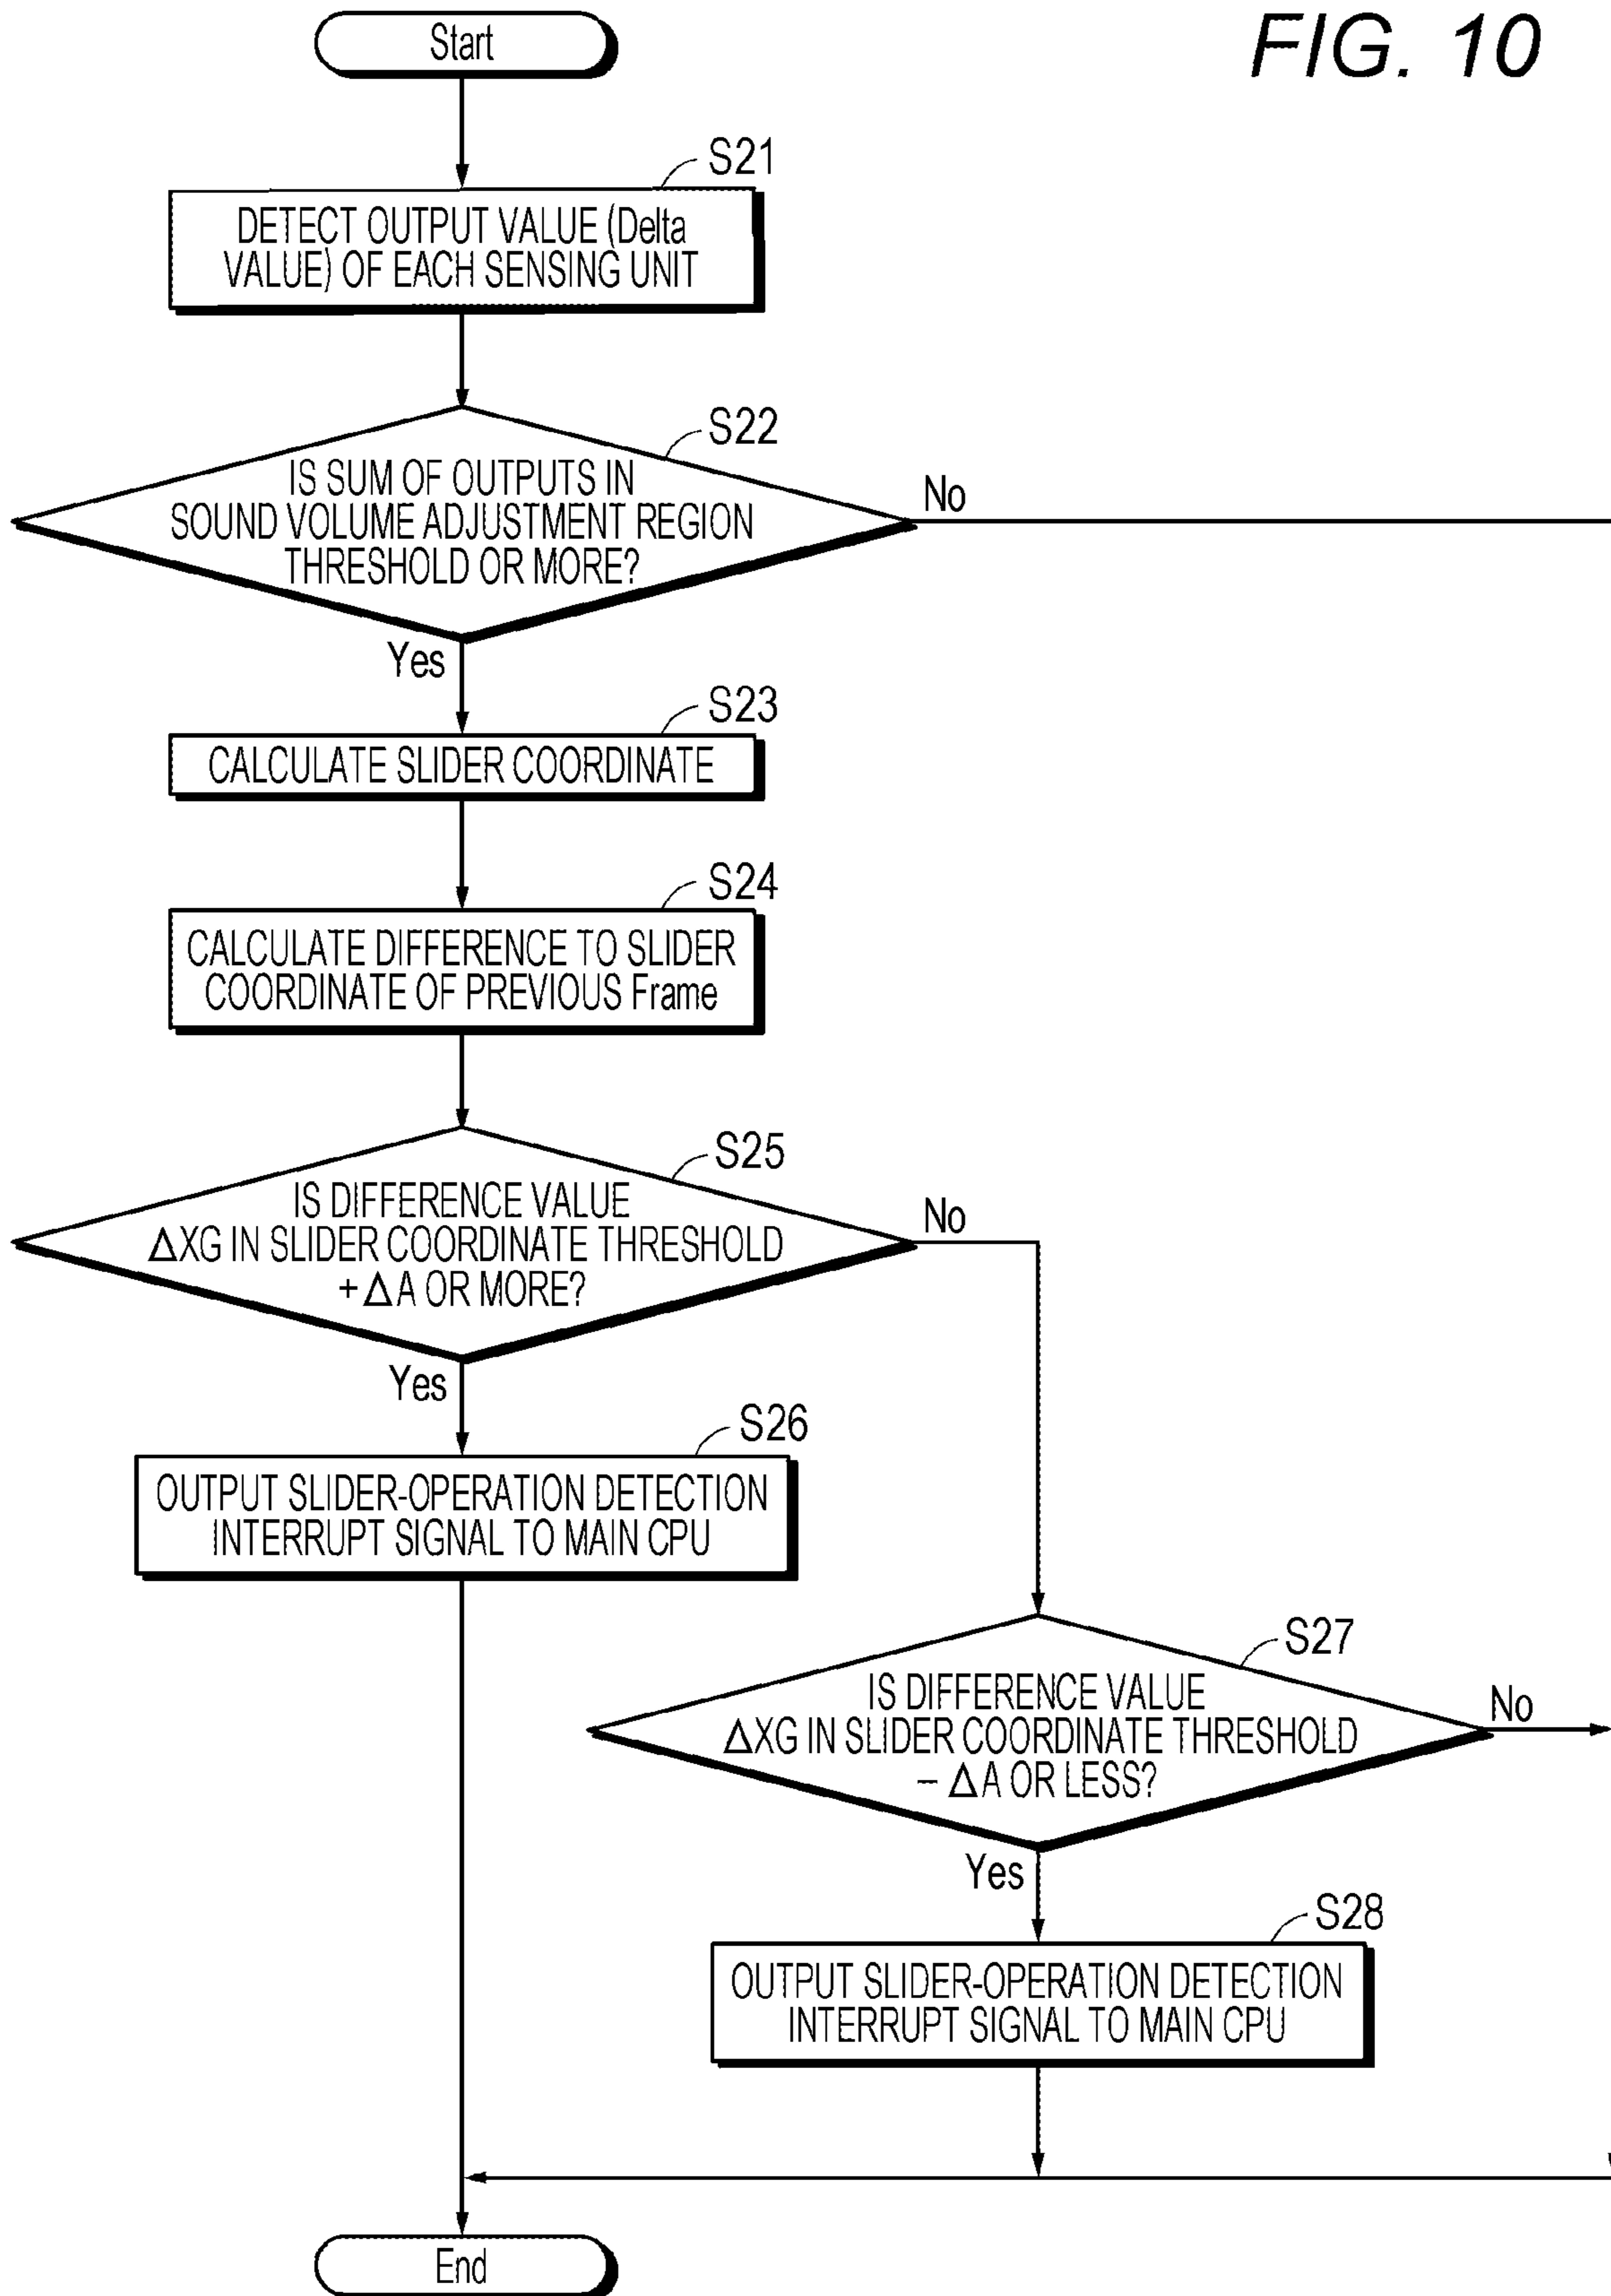 FIG. 10
Start
S21
DETECT OUTPUT VALUE (Delta
VALUE) OF EACH SENSING UNIT
S22
IS SUM OF OUTPUTS IN
SOUND VOLUME ADJUSTMENT REGION
THRESHOLD OR MORE?
No
Yes
S23
CALCULATE SLIDER COORDINATE
S24
CALCULATE DIFFERENCE TO SLIDER
COORDINATE OF PREVIOUS Frame
S25
IS DIFFERENCE VALUE
ΔXG IN SLIDER COORDINATE THRESHOLD
+ ΔA OR MORE?
No
Yes
S26
OUTPUT SLIDER-OPERATION DETECTION
INTERRUPT SIGNAL TO MAIN CPU
S27
IS DIFFERENCE VALUE
ΔXG IN SLIDER COORDINATE THRESHOLD
– ΔA OR LESS?
No
Yes
S28
OUTPUT SLIDER-OPERATION DETECTION
INTERRUPT SIGNAL TO MAIN CPU
End